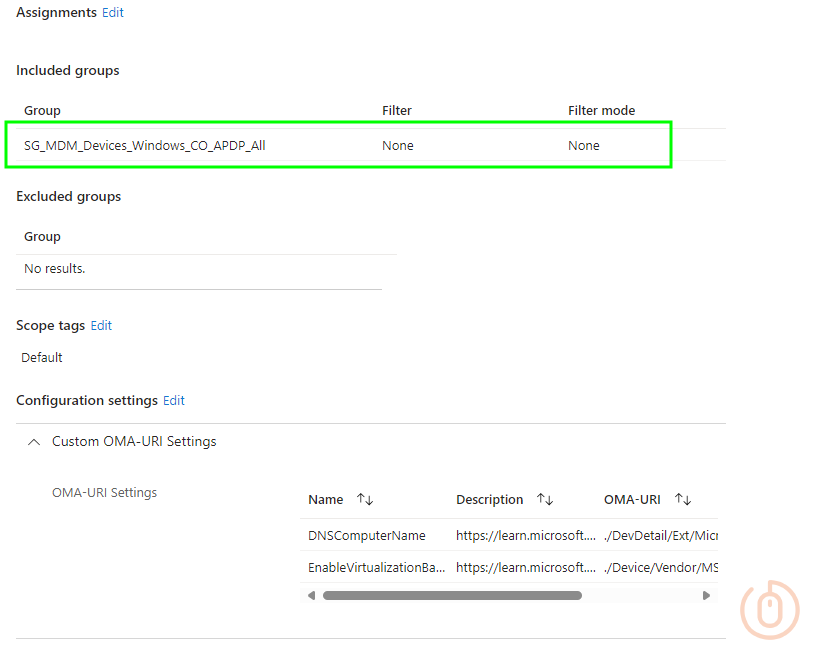 Assignments Edit
Included groups
Group Filter Filter mode
SG_MDM_Devices_Windows_CO_APDP_All None None
Excluded groups
Group
No results.
Scope tags Edit
Default
Configuration settings Edit
Custom OMA-URI Settings
OMA-URI Settings
Name ↑↓ Description ↑↓ OMA-URI ↑↓
DNSComputerName https://learn.microsoft.... ./DevDetail/Ext/Micr
EnableVirtualizationBa... https://learn.microsoft.... ./Device/Vendor/MS